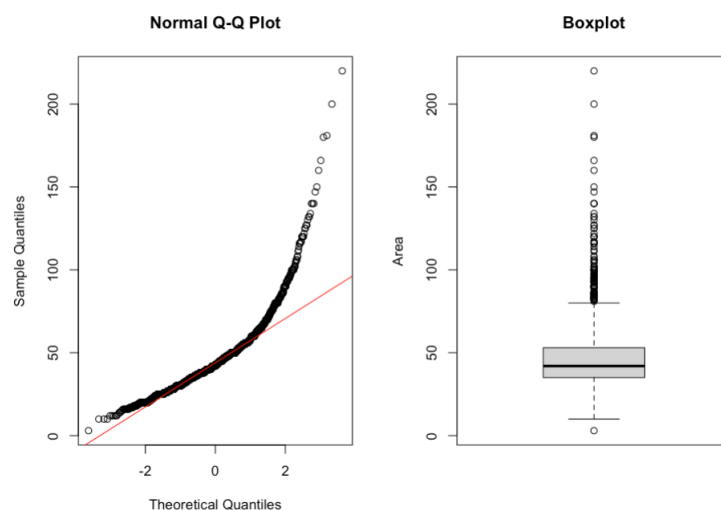 Normal Q-Q Plot
Sample Quantiles
0
50
100
150
200
-2
0
2
Theoretical Quantiles
Boxplot
Area
0
50
100
150
200